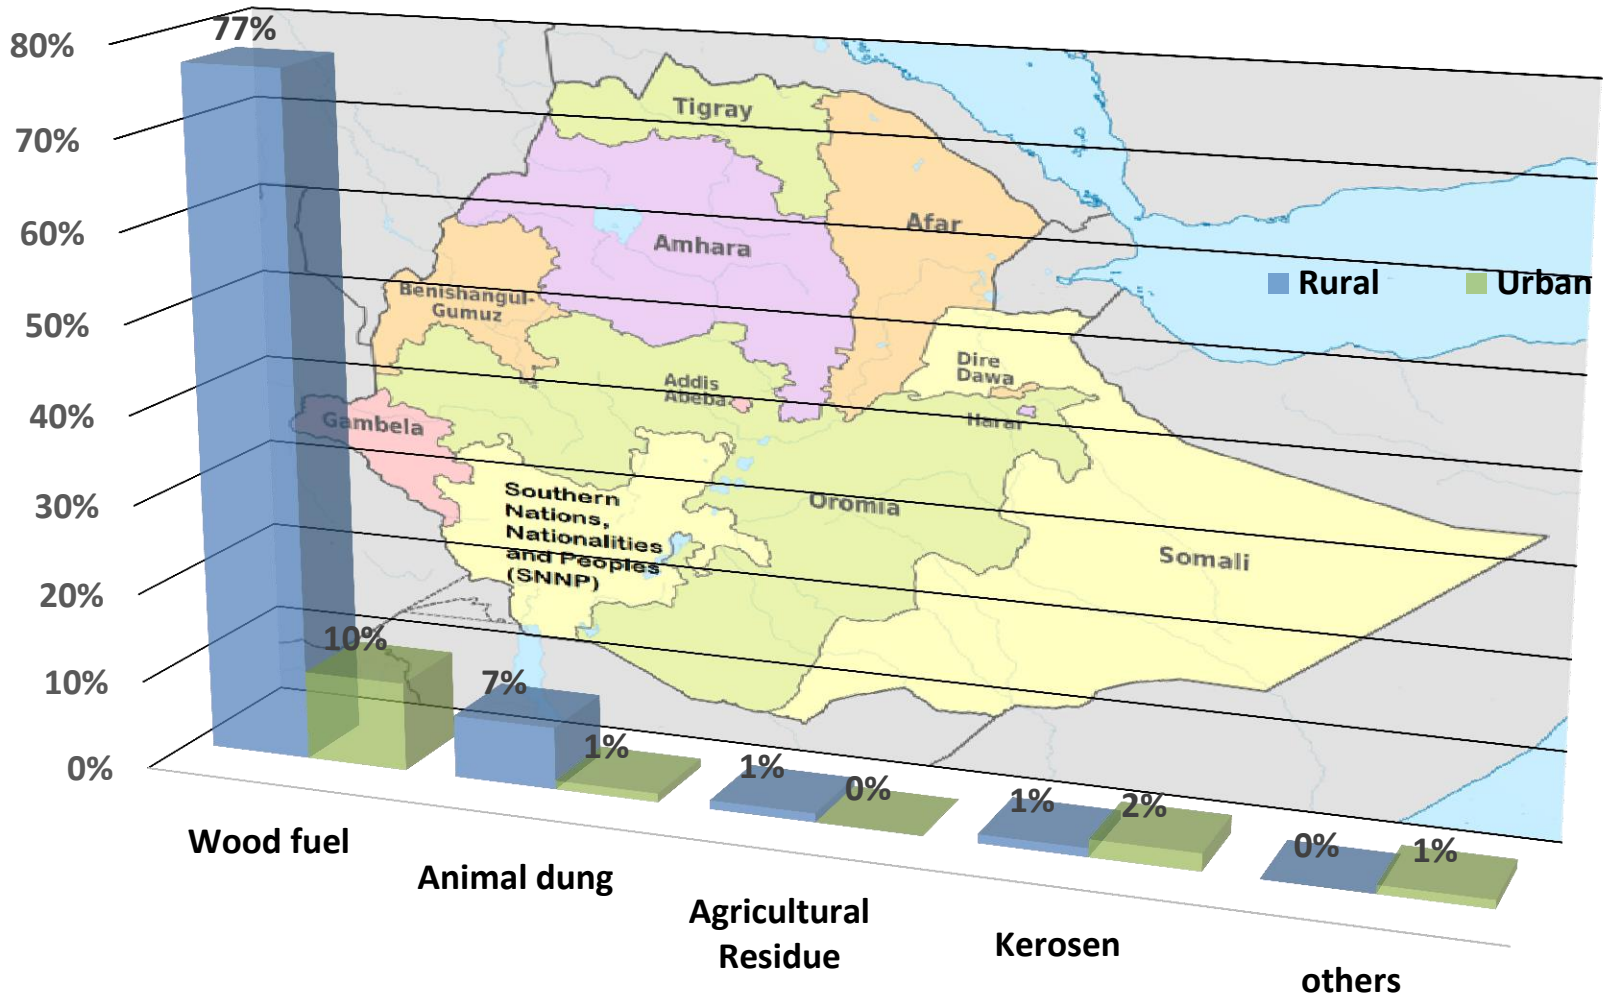 80%
70%
60%
50%
40%
30%
20%
10%
0%
77%
10%
7%
1%
1%
0%
1%
2%
0%
1%
Tigray
Afar
Amhara
Benishangul-
Gumuz
Dire
Dawa
Addis
Abeba
Harar
Gambela
Southern
Nations,
Nationalities
and Peoples
(SNNP)
Oromia
Somali
Rural
Urban
Wood fuel
Animal dung
Agricultural
Residue
Kerosen
others